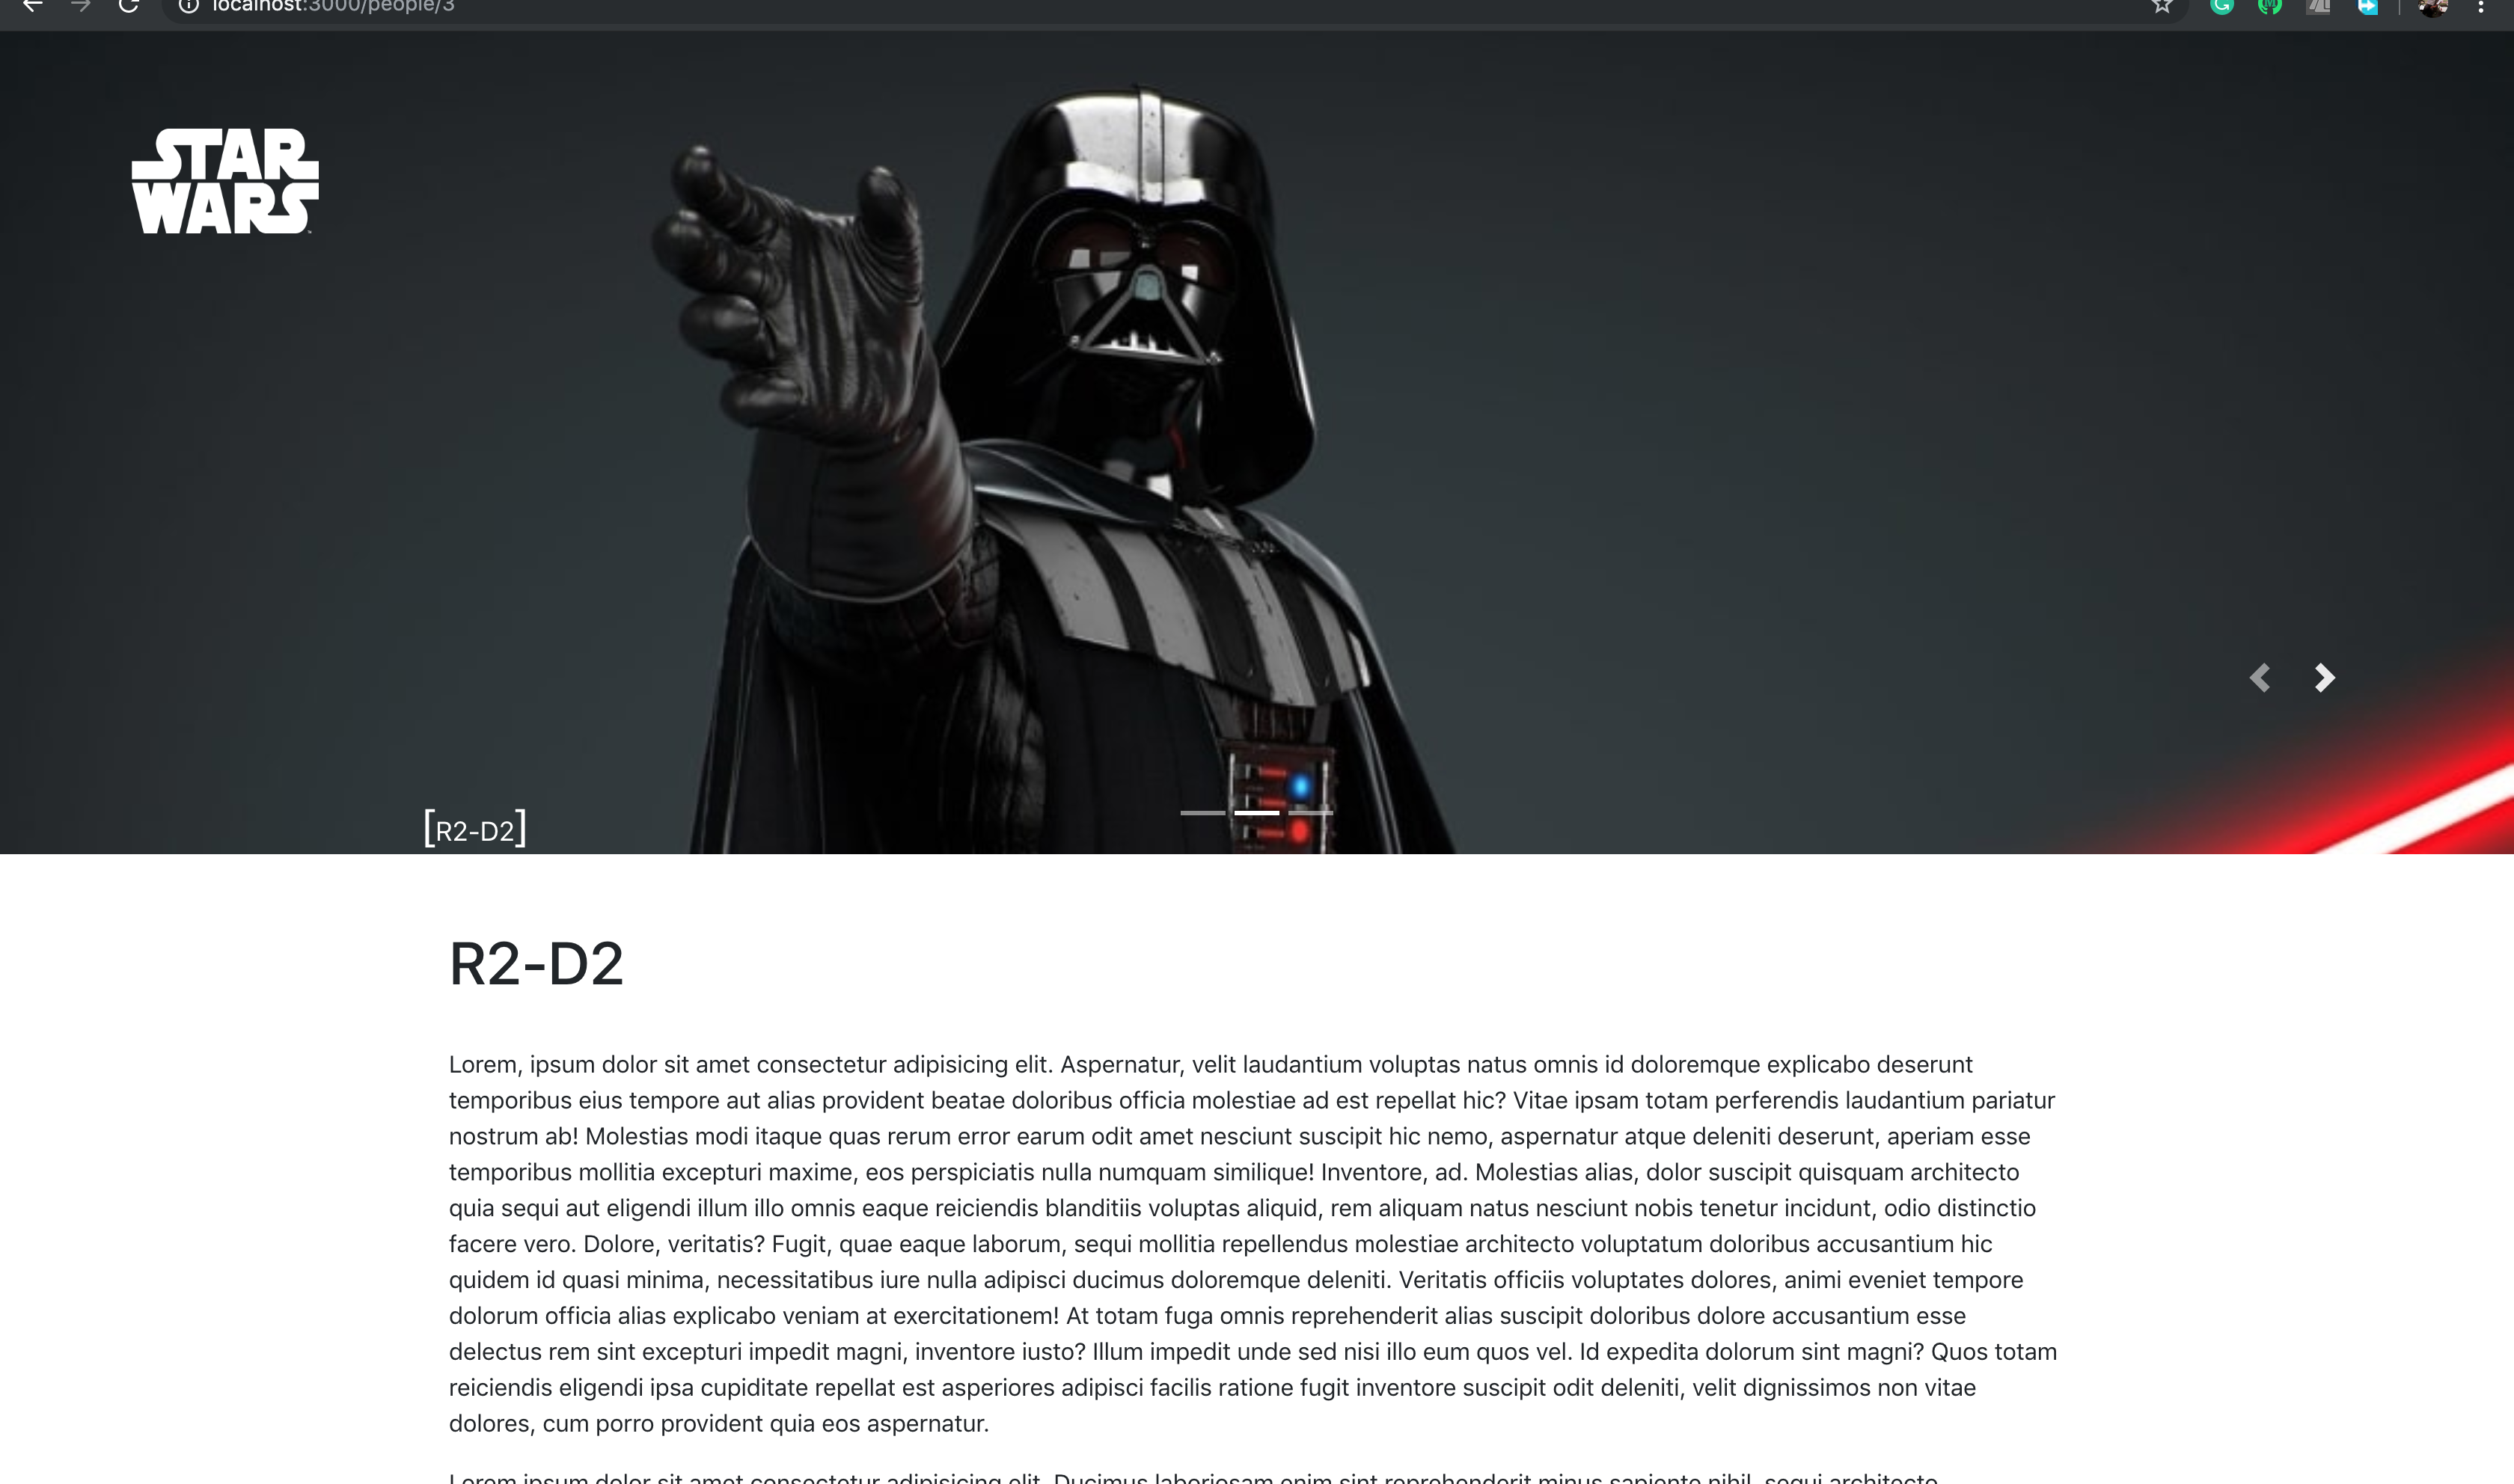 localhost:3000/people/3
STAR
WARS
[R2-D2]
R2-D2
Lorem, ipsum dolor sit amet consectetur adipisicing elit. Aspernatur, velit laudantium voluptas natus omnis id doloremque explicabo deserunt
temporibus eius tempore aut alias provident beatae doloribus officia molestiae ad est repellat hic? Vitae ipsam totam perferendis laudantium pariatur
nostrum ab! Molestias modi itaque quas rerum error earum odit amet nesciunt suscipit hic nemo, aspernatur atque deleniti deserunt, aperiam esse
temporibus mollitia excepturi maxime, eos perspiciatis nulla numquam similique! Inventore, ad. Molestias alias, dolor suscipit quisquam architecto
quia sequi aut eligendi illum illo omnis eaque reiciendis blanditiis voluptas aliquid, rem aliquam natus nesciunt nobis tenetur incidunt, odio distinctio
facere vero. Dolore, veritatis? Fugit, quae eaque laborum, sequi mollitia repellendus molestiae architecto voluptatum doloribus accusantium hic
quidem id quasi minima, necessitatibus iure nulla adipisci ducimus doloremque deleniti. Veritatis officiis voluptates dolores, animi eveniet tempore
dolorum officia alias explicabo veniam at exercitationem! At totam fuga omnis reprehenderit alias suscipit doloribus dolore accusantium esse
delectus rem sint excepturi impedit magni, inventore iusto? Illum impedit unde sed nisi illo eum quos vel. Id expedita dolorum sint magni? Quos totam
reiciendis eligendi ipsa cupiditate repellat est asperiores adipisci facilis ratione fugit inventore suscipit odit deleniti, velit dignissimos non vitae
dolores, cum porro provident quia eos aspernatur.
Lorem ipsum dolor sit amet consectetur adipisicing elit. Ducimus laboriosam enim sint reprehenderit minus sapiente nihil, sequi architecto